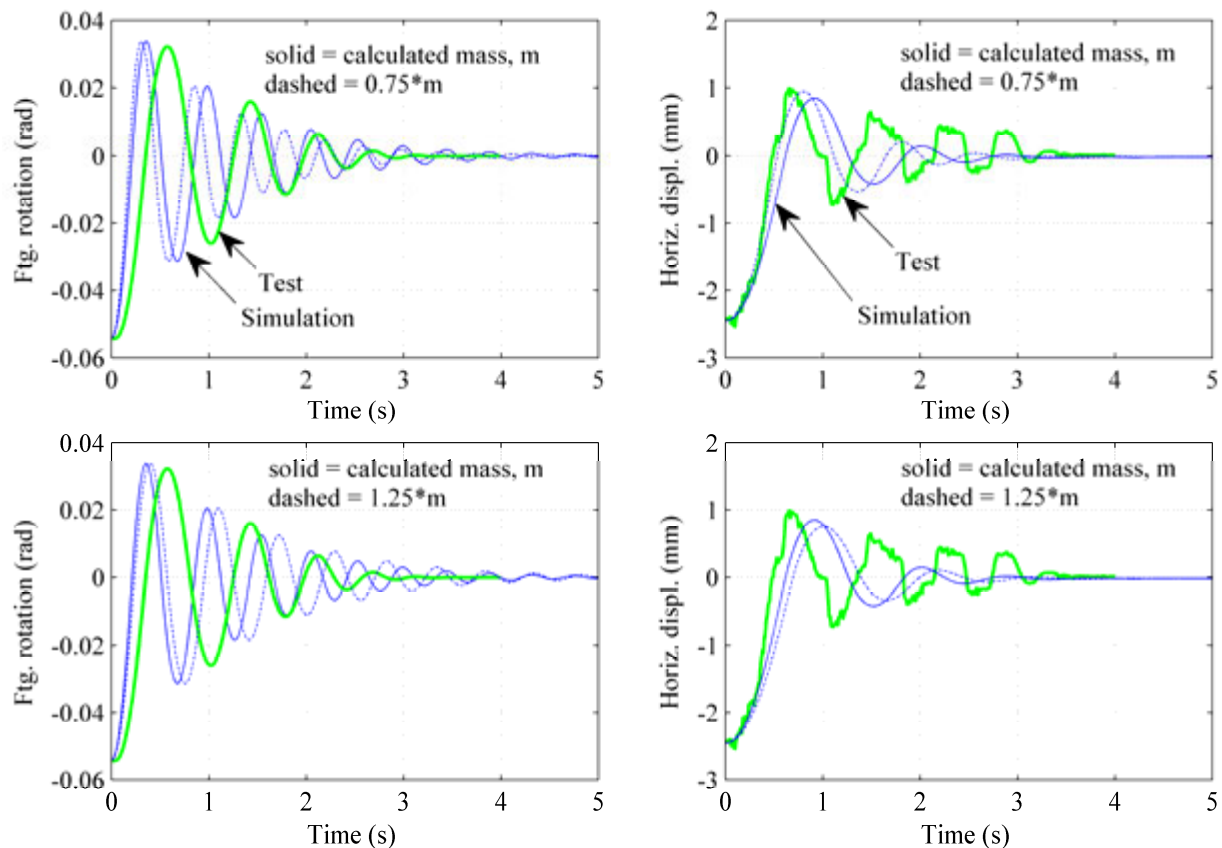 0.04
0.02
0
-0.02
-0.04
-0.06
Ftg. rotation (rad)
solid = calculated mass, m
dashed = 0.75*m
Test
Simulation
0 1 2 3 4 5
Time (s)
2
1
0
-1
-2
-3
Horiz. displ. (mm)
solid = calculated mass, m
dashed = 0.75*m
Test
Simulation
0 1 2 3 4 5
Time (s)
0.04
0.02
0
-0.02
-0.04
-0.06
Ftg. rotation (rad)
solid = calculated mass, m
dashed = 1.25*m
0 1 2 3 4 5
Time (s)
2
1
0
-1
-2
-3
Horiz. displ. (mm)
solid = calculated mass, m
dashed = 1.25*m
0 1 2 3 4 5
Time (s)